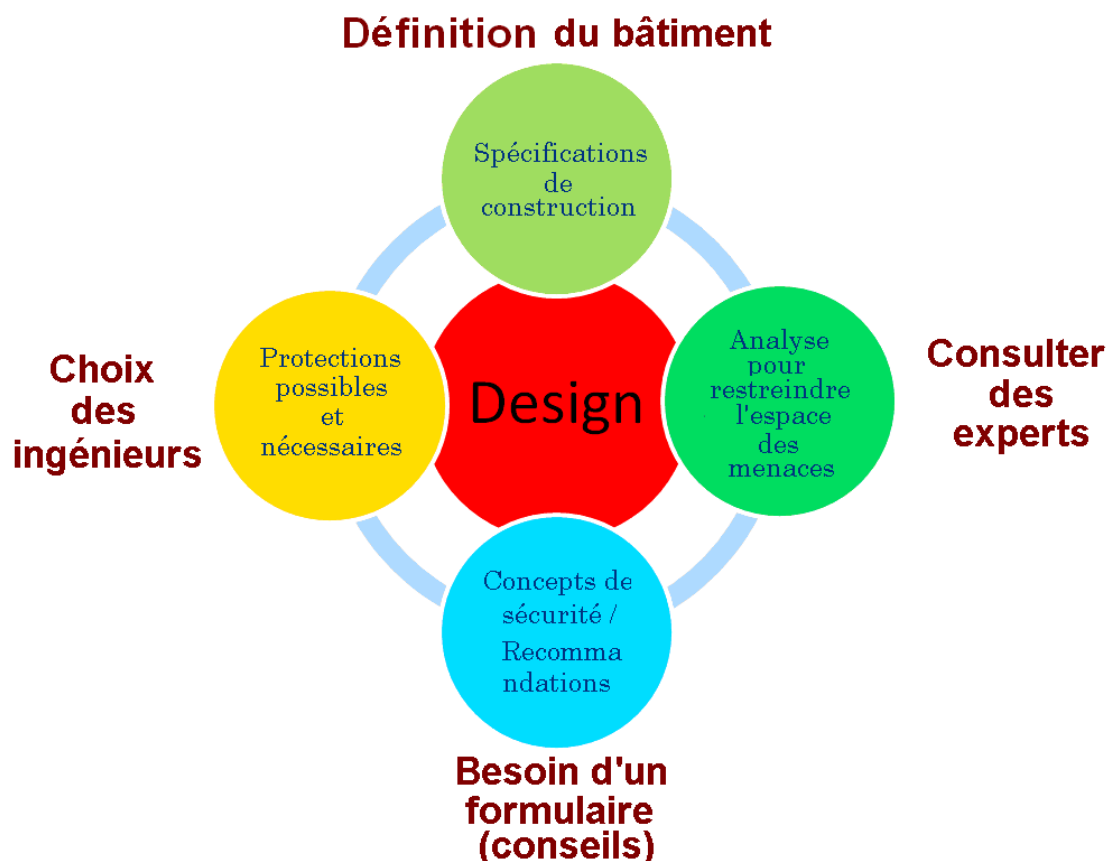 Définition du bâtiment
Spécifications
de
construction
Choix
des
ingénieurs
Protections
possibles
et
nécessaires
Design
Analyse
pour
restreindre
l'espace
des
menaces
Consulter
des
experts
Concepts de
sécurité /
Recomma
ndations
Besoin d'un
formulaire
(conseils)